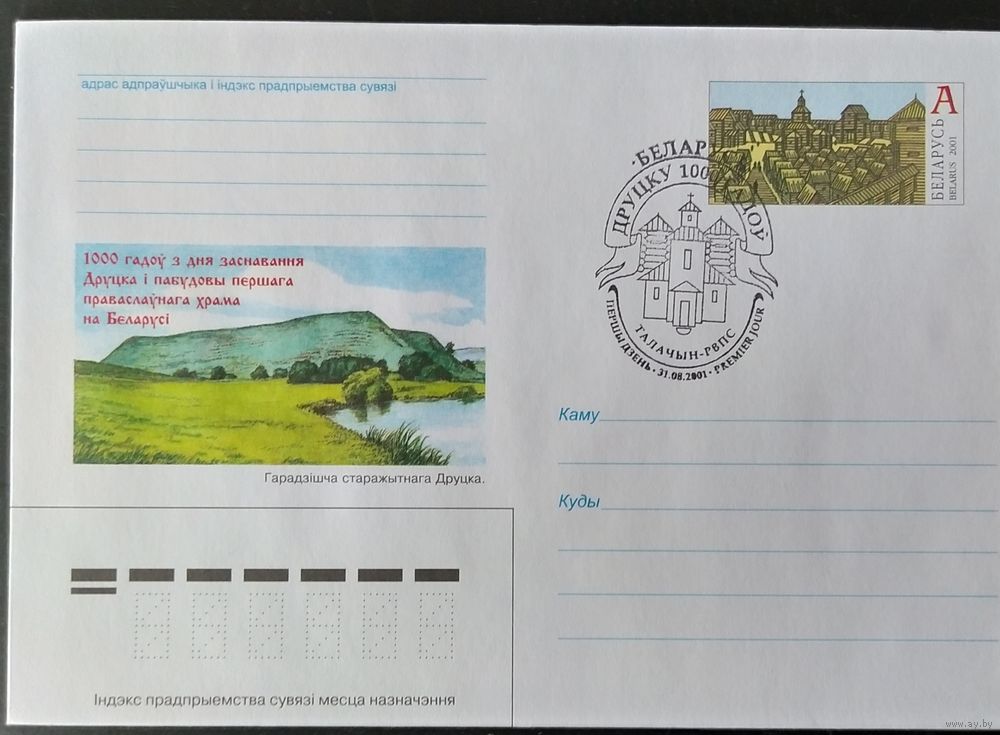 адрас адпраўшчыка і індэкс прадпрыемства сувязі
1000 гадоў з дня заснавання
Друцка і пабудовы першага
праваслаўнага храма
на Беларусі
Гарадзішча старажытнага Друцка.
А
БЕЛАРУСЬ
BELARUS 2001
·БЕЛАР
ДРУЦКУ 1000 ГАДОЎ
ТАЛАЧЫН-РВПС
ПЕРШЫ ДЗЕНЬ · 31.08.2001 · PREMIER JOUR
Каму
Куды
Індэкс прадпрыемства сувязі месца назначэння
www.ay.by